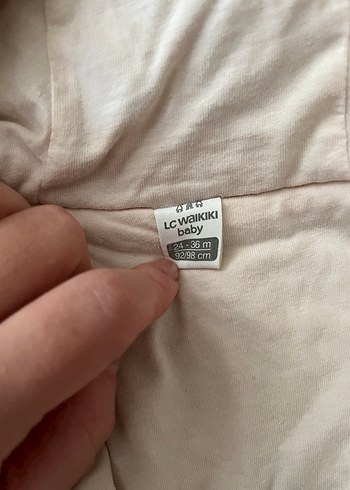 LC WAIKIKI
baby
24 - 36 m
92/98 cm